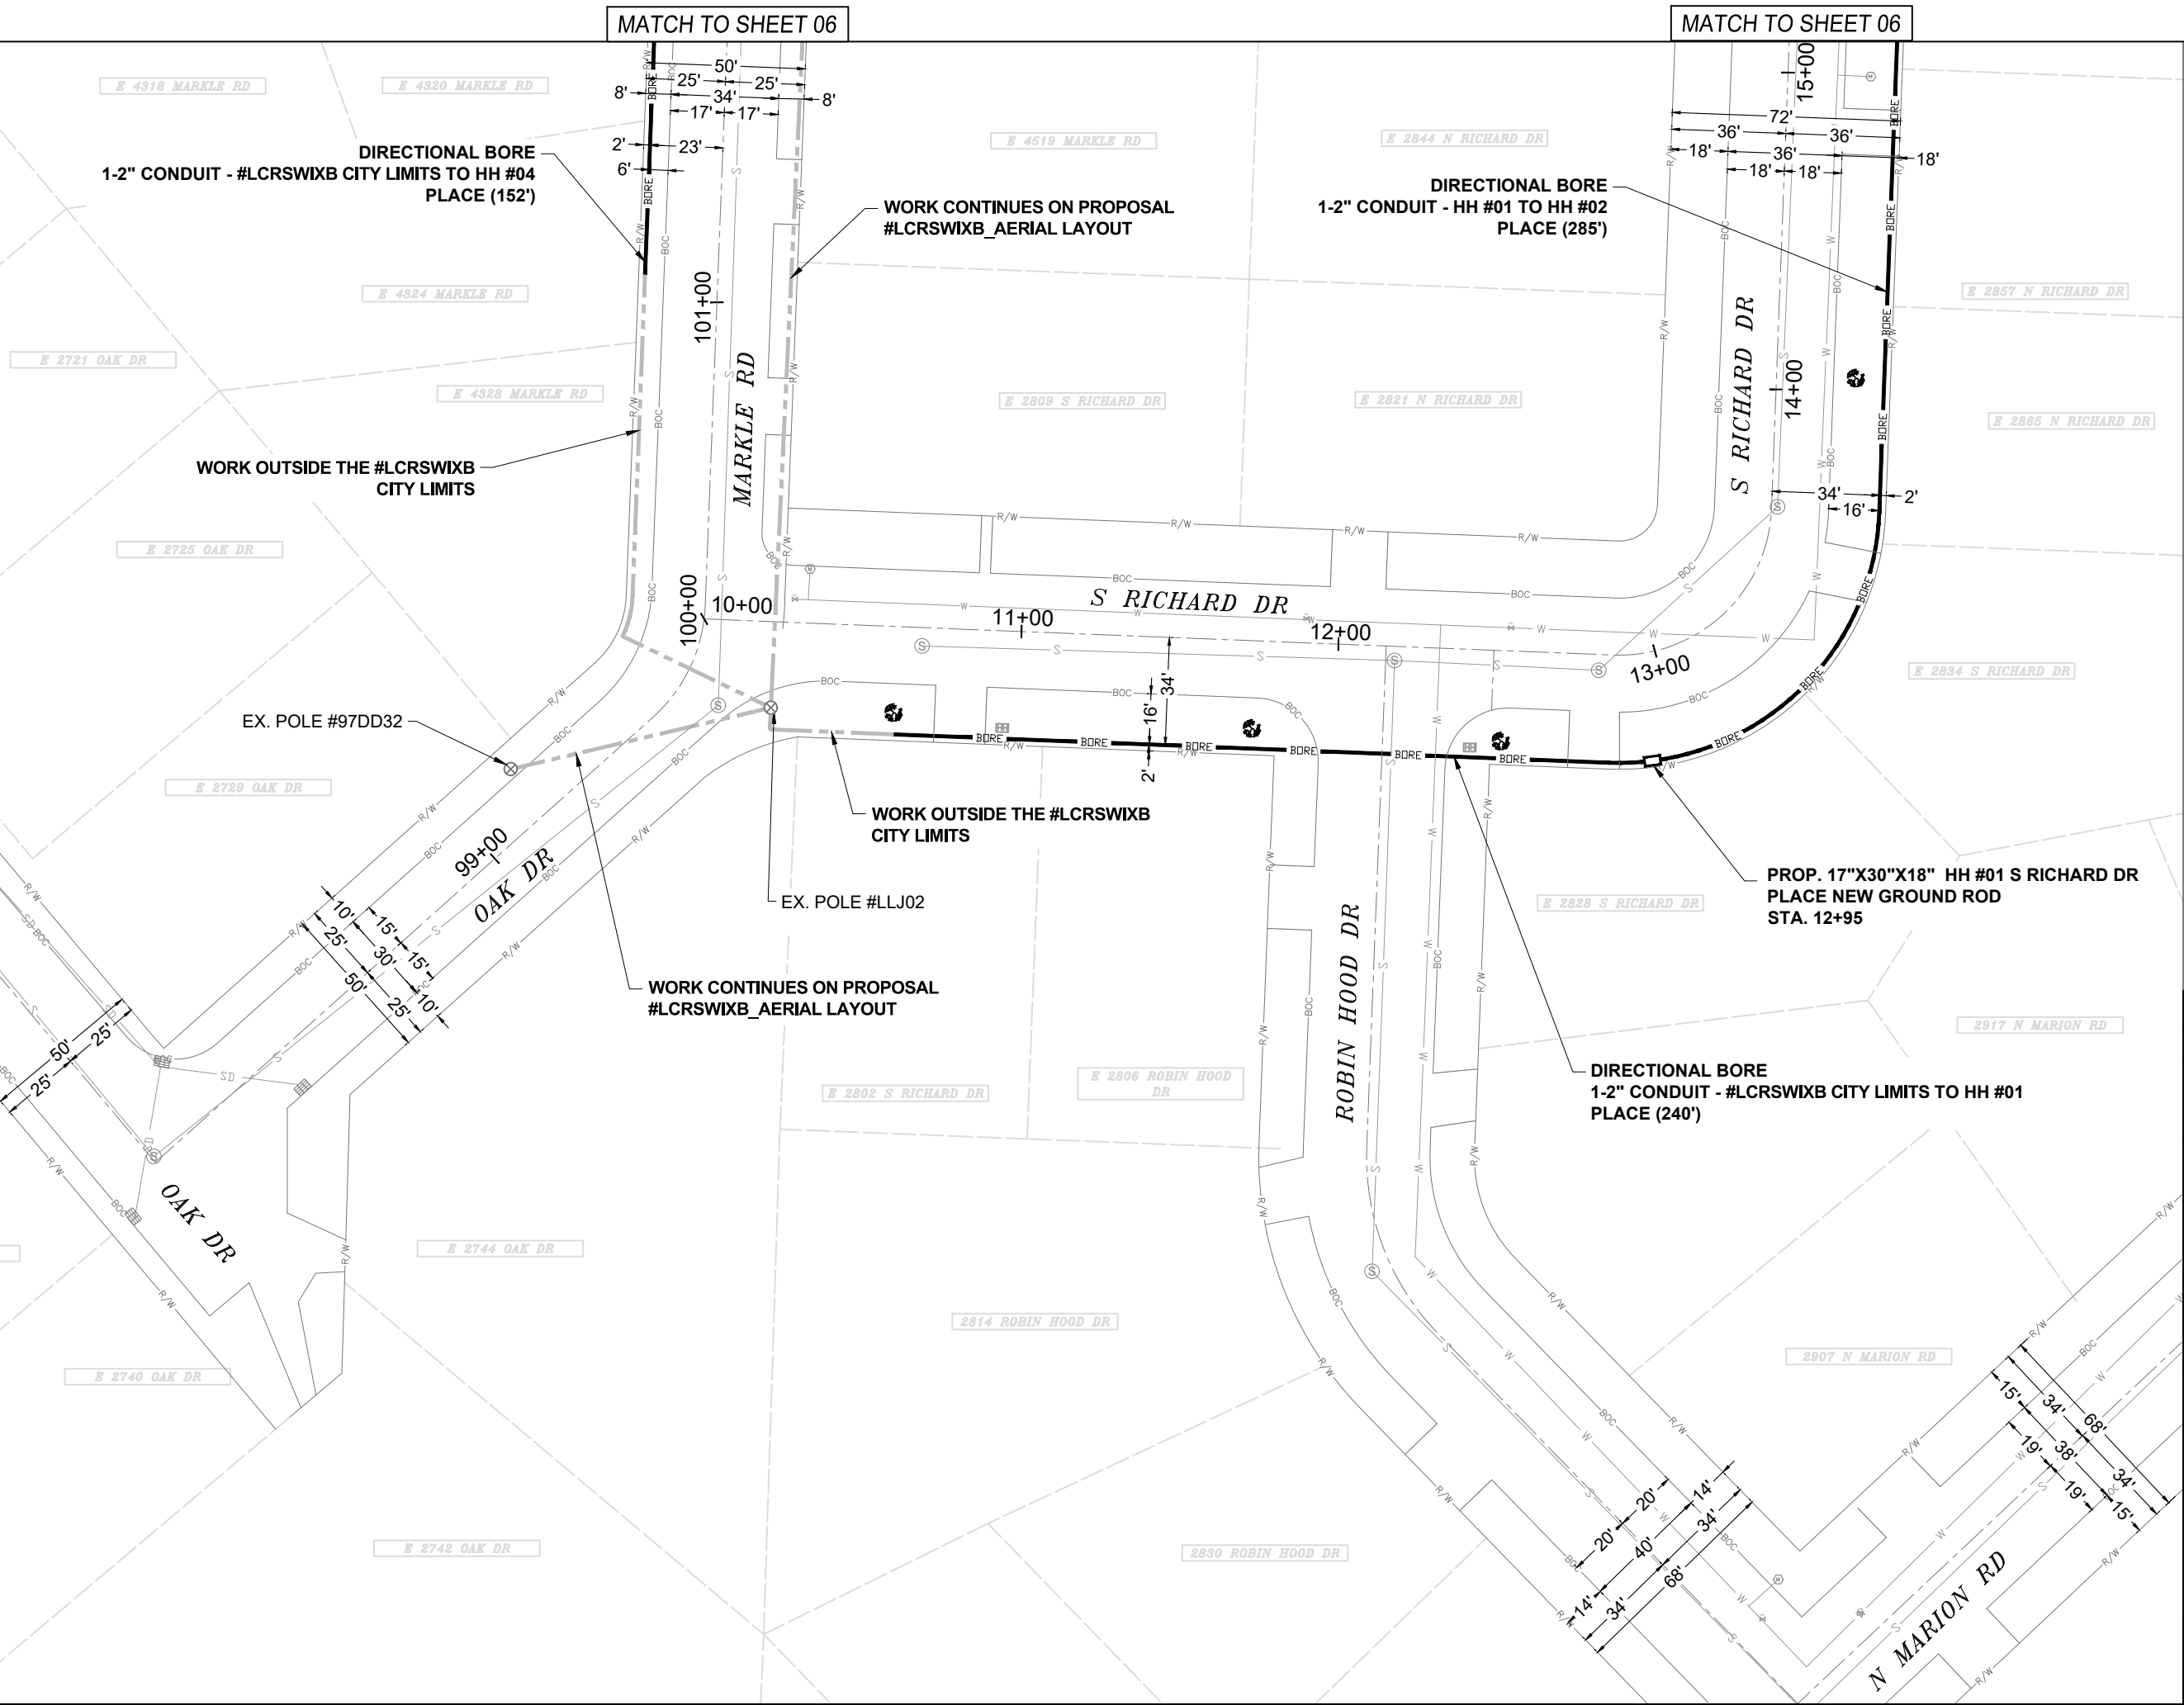 MATCH TO SHEET 06
MATCH TO SHEET 06
E 4318 MARKLE RD
E 4320 MARKLE RD
E 4519 MARKLE RD
E 2844 N RICHARD DR
50'
25'
25'
8'
34'
8'
17'
17'
2'
23'
6'
72'
36'
36'
18'
36'
18'
18'
18'
15+00
DIRECTIONAL BORE
1-2" CONDUIT - #LCRSWIXB CITY LIMITS TO HH #04
PLACE (152')
WORK CONTINUES ON PROPOSAL
#LCRSWIXB_AERIAL LAYOUT
DIRECTIONAL BORE
1-2" CONDUIT - HH #01 TO HH #02
PLACE (285')
E 4324 MARKLE RD
E 2857 N RICHARD DR
101+00
MARKLE RD
S RICHARD DR
14+00
E 2721 OAK DR
E 4328 MARKLE RD
E 2809 S RICHARD DR
E 2821 N RICHARD DR
E 2865 N RICHARD DR
WORK OUTSIDE THE #LCRSWIXB
CITY LIMITS
34'
2'
16'
E 2725 OAK DR
100+00
10+00
S RICHARD DR
11+00
12+00
13+00
E 2834 S RICHARD DR
34'
16'
2'
EX. POLE #97DD32
E 2729 OAK DR
WORK OUTSIDE THE #LCRSWIXB
CITY LIMITS
99+00
OAK DR
EX. POLE #LLJ02
PROP. 17"X30"X18" HH #01 S RICHARD DR
PLACE NEW GROUND ROD
STA. 12+95
E 2828 S RICHARD DR
10'
15'
25'
30'
15'
50'
25'
10'
WORK CONTINUES ON PROPOSAL
#LCRSWIXB_AERIAL LAYOUT
ROBIN HOOD DR
2917 N MARION RD
50'
25'
25'
E 2802 S RICHARD DR
E 2806 ROBIN HOOD
DR
DIRECTIONAL BORE
1-2" CONDUIT - #LCRSWIXB CITY LIMITS TO HH #01
PLACE (240')
OAK DR
E 2744 OAK DR
2814 ROBIN HOOD DR
E 2740 OAK DR
2907 N MARION RD
15'
34'
68'
19'
38'
34'
19'
15'
E 2742 OAK DR
2830 ROBIN HOOD DR
20'
14'
20'
40'
34'
14'
34'
68'
N MARION RD